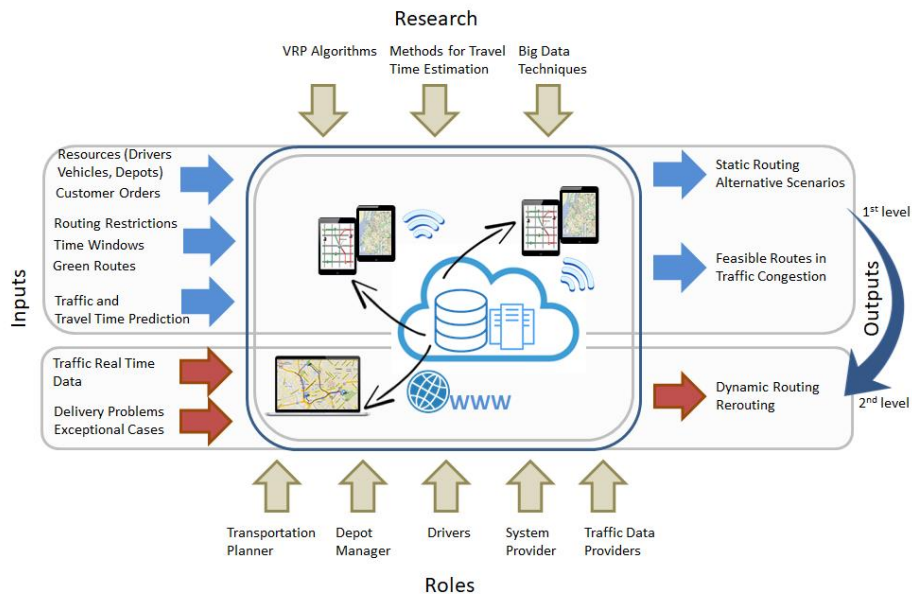 Research
VRP Algorithms
Methods for Travel
Time Estimation
Big Data
Techniques
Inputs
Resources (Drivers
Vehicles, Depots)
Customer Orders
Routing Restrictions
Time Windows
Green Routes
Traffic and
Travel Time Prediction
Traffic Real Time
Data
Delivery Problems
Exceptional Cases
WWW
Static Routing
Alternative Scenarios
1st level
Feasible Routes in
Traffic Congestion
Outputs
Dynamic Routing
Rerouting
2nd level
Transportation
Planner
Depot
Manager
Drivers
System
Provider
Traffic Data
Providers
Roles